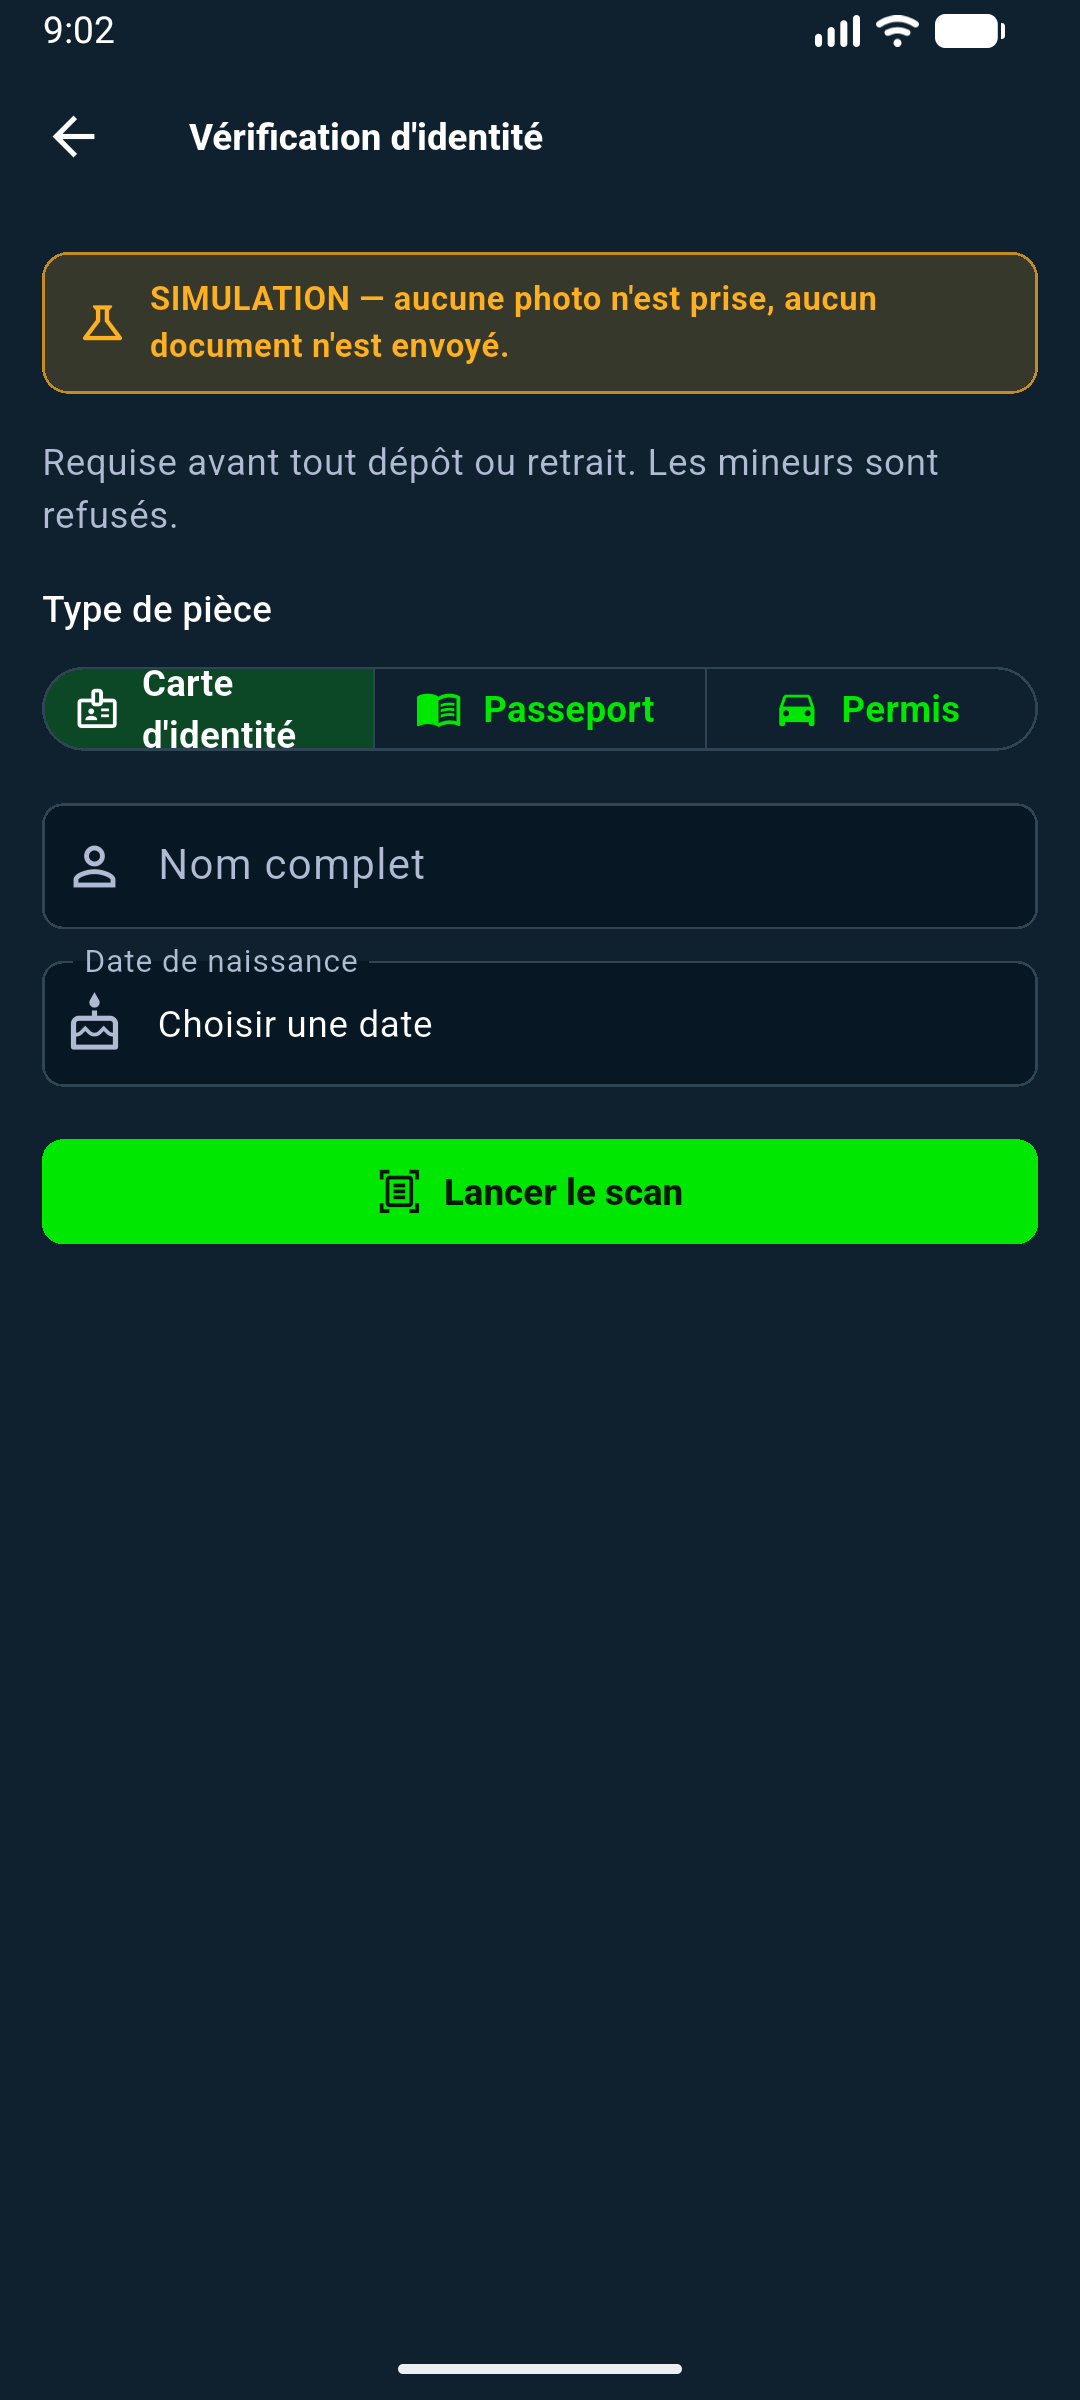 9:02
Vérification d'identité
SIMULATION — aucune photo n'est prise, aucun
document n'est envoyé.
Requise avant tout dépôt ou retrait. Les mineurs sont
refusés.
Type de pièce
Carte
d'identité
Passeport
Permis
Nom complet
Date de naissance
Choisir une date
Lancer le scan